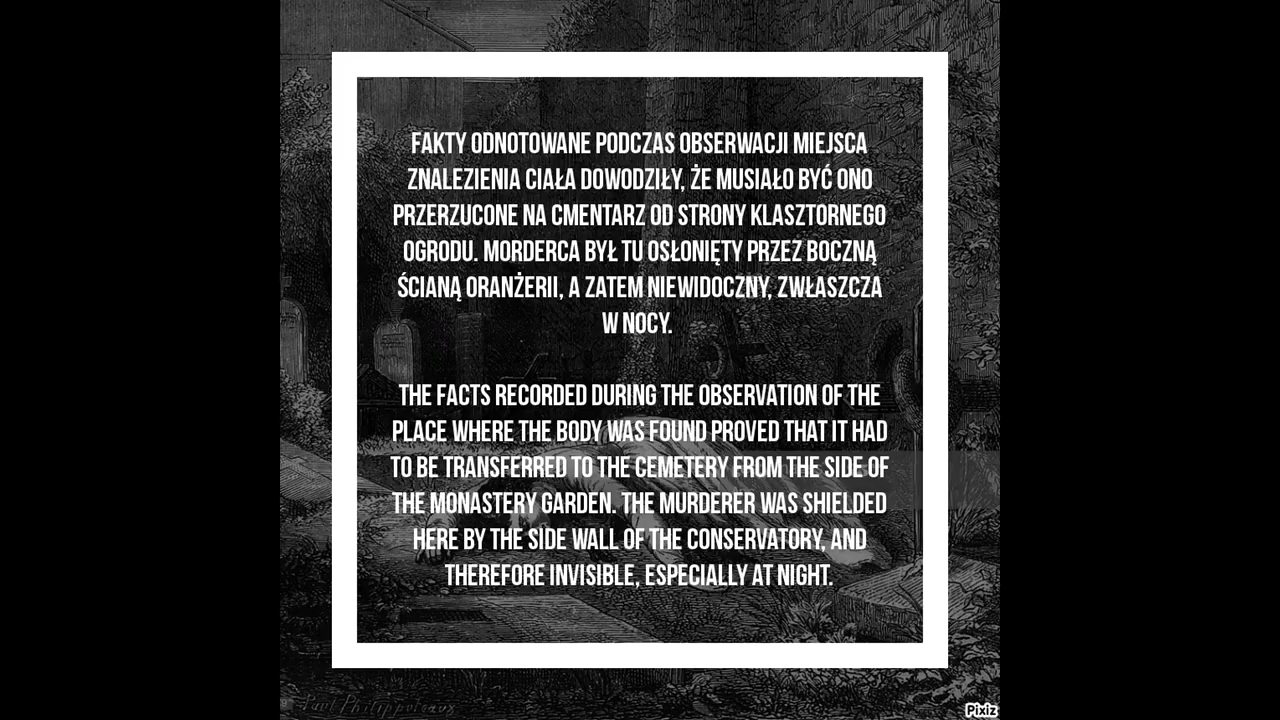 FAKTY ODNOTOWANE PODCZAS OBSERWACJI MIEJSCA
ZNALEZIENIA CIAŁA DOWODZIŁY, ŻE MUSIAŁO BYĆ ONO
PRZERZUCONE NA CMENTARZ OD STRONY KLASZTORNEGO
OGRODU. MORDERCA BYŁ TU OSŁONIĘTY PRZEZ BOCZNĄ
ŚCIANĄ ORANŻERII, A ZATEM NIEWIDOCZNY, ZWŁASZCZA
W NOCY.
THE FACTS RECORDED DURING THE OBSERVATION OF THE
PLACE WHERE THE BODY WAS FOUND PROVED THAT IT HAD
TO BE TRANSFERRED TO THE CEMETERY FROM THE SIDE OF
THE MONASTERY GARDEN. THE MURDERER WAS SHIELDED
HERE BY THE SIDE WALL OF THE CONSERVATORY, AND
THEREFORE INVISIBLE, ESPECIALLY AT NIGHT.
Paul Philippoteaux
Pixiz